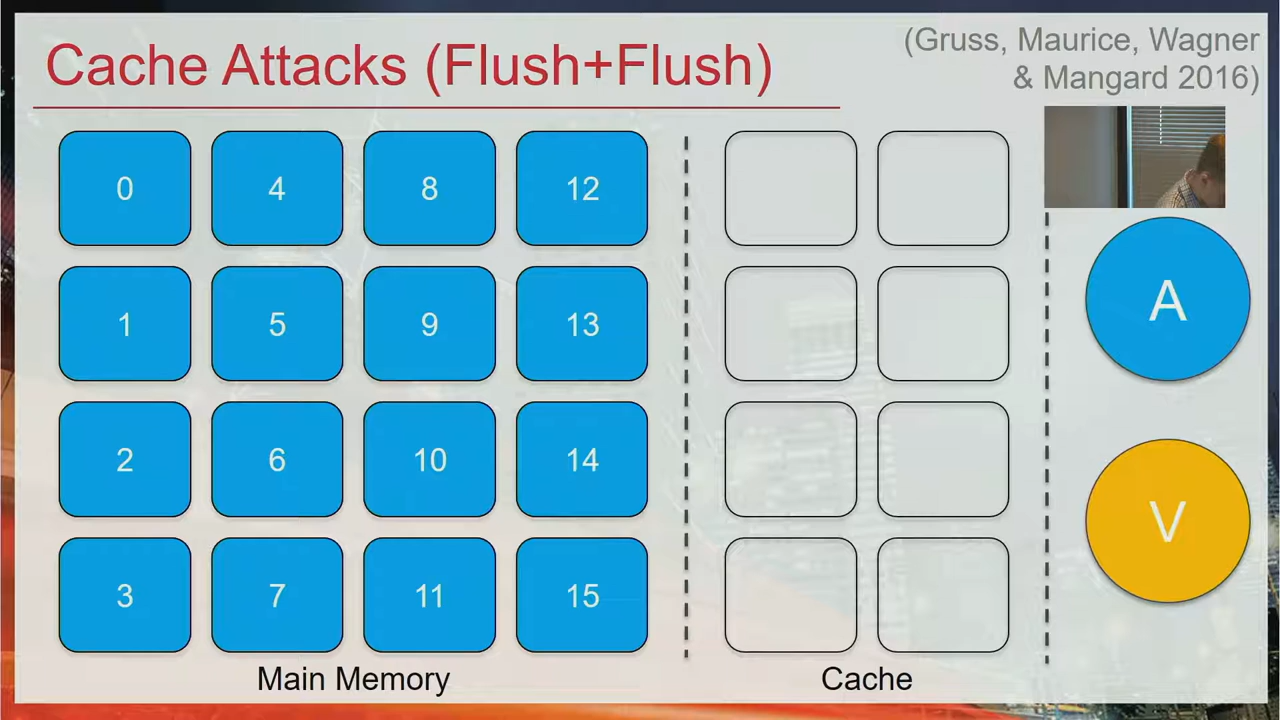 Cache Attacks (Flush+Flush)
(Gruss, Maurice, Wagner
& Mangard 2016)
0 4 8 12
1 5 9 13
2 6 10 14
3 7 11 15
A
V
Main Memory
Cache